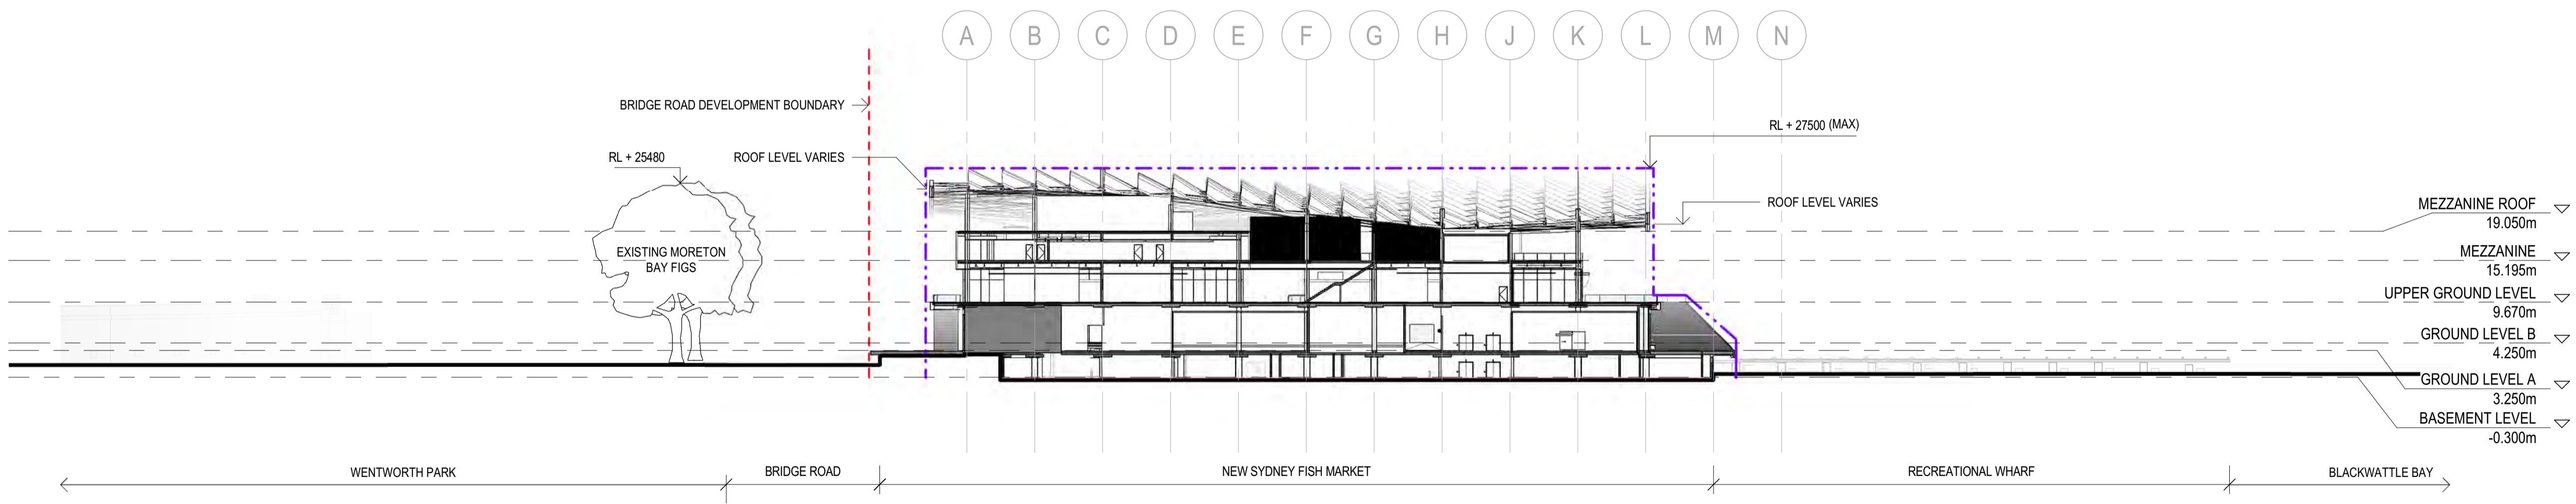 A B C D E F G H J K L M N
BRIDGE ROAD DEVELOPMENT BOUNDARY
RL + 27500 (MAX)
RL + 25480
ROOF LEVEL VARIES
ROOF LEVEL VARIES
EXISTING MORETON
BAY FIGS
MEZZANINE ROOF
19.050m
MEZZANINE
15.195m
UPPER GROUND LEVEL
9.670m
GROUND LEVEL B
4.250m
GROUND LEVEL A
3.250m
BASEMENT LEVEL
-0.300m
WENTWORTH PARK
BRIDGE ROAD
NEW SYDNEY FISH MARKET
RECREATIONAL WHARF
BLACKWATTLE BAY